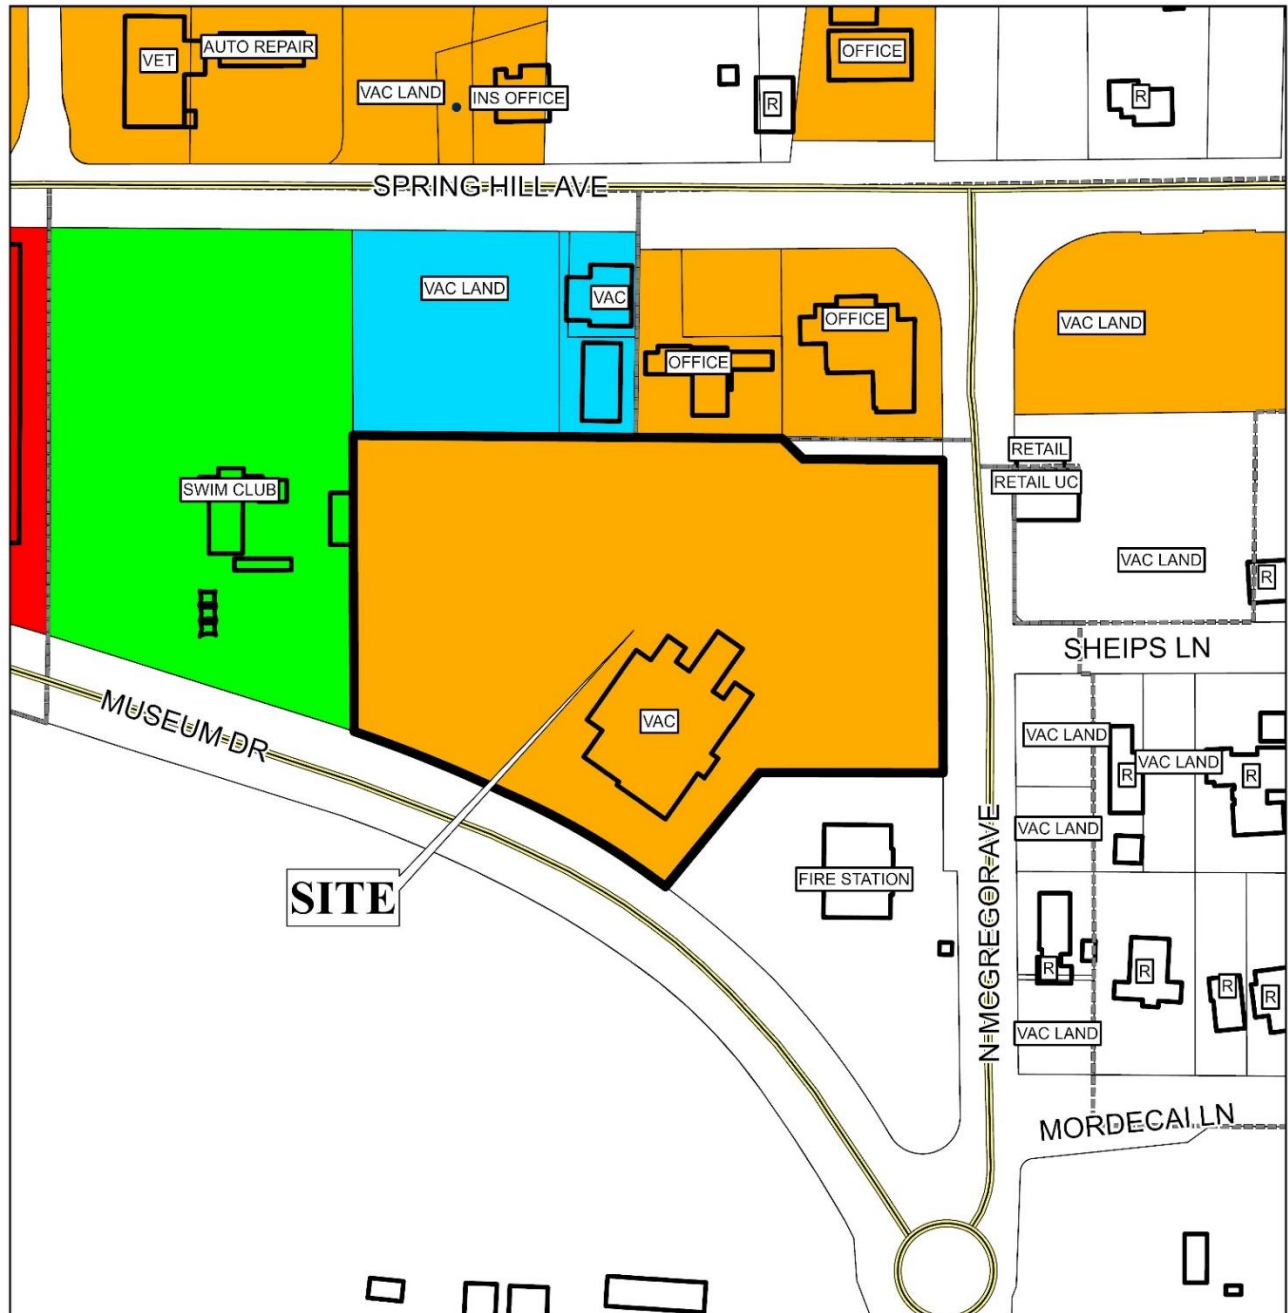 AUTO REPAIR
OFFICE
VET
VAC LAND
INS OFFICE
R
R
SPRING HILL AVE
VAC LAND
VAC
OFFICE
VAC LAND
OFFICE
RETAIL
SWIM CLUB
RETAIL UC
VAC LAND
R
SHEIPS LN
MUSEUM DR
VAC
VAC LAND
VAC LAND
R
R
VAC LAND
N MCGREGOR AVE
FIRE STATION
SITE
R
R
R
R
VAC LAND
MORDECAI LN